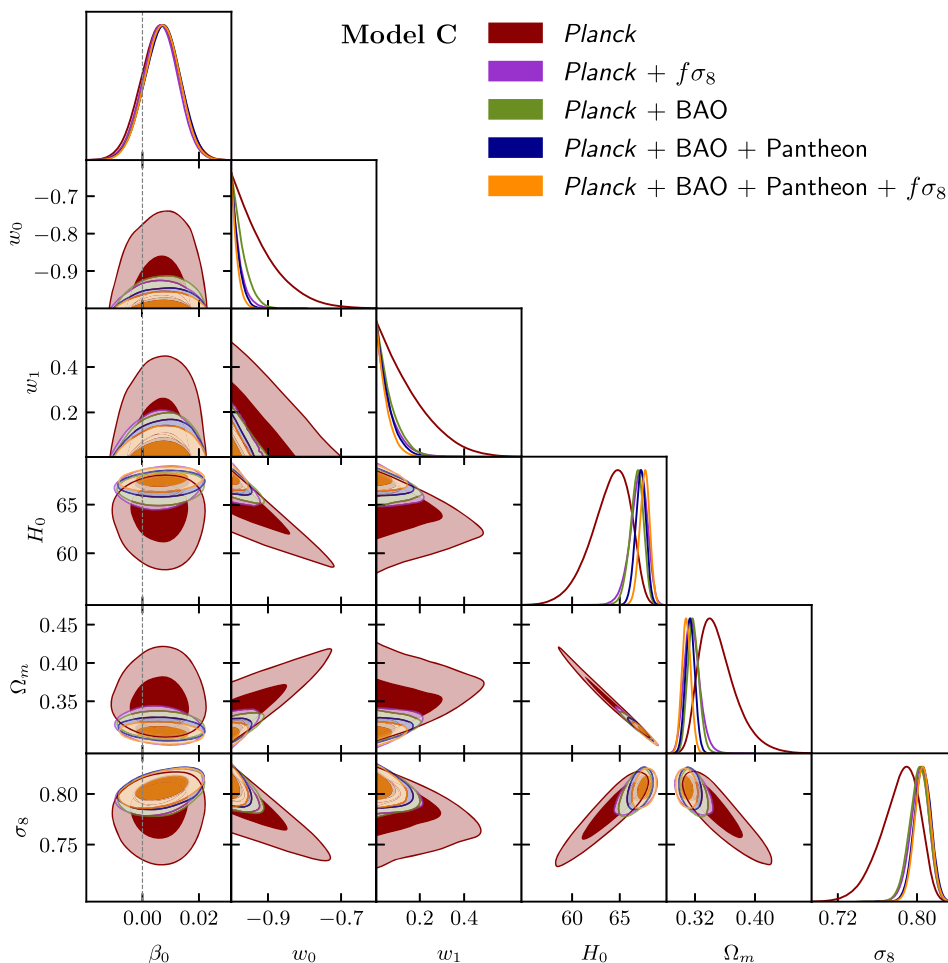 Model C
Planck
Planck + fσ₈
Planck + BAO
Planck + BAO + Pantheon
Planck + BAO + Pantheon + fσ₈
w₀
−0.7
−0.8
−0.9
w₁
0.4
0.2
H₀
65
60
Ωₘ
0.45
0.40
0.35
σ₈
0.80
0.75
0.00 0.02 −0.9 −0.7 0.2 0.4 60 65 0.32 0.40 0.72 0.80
β₀ w₀ w₁ H₀ Ωₘ σ₈